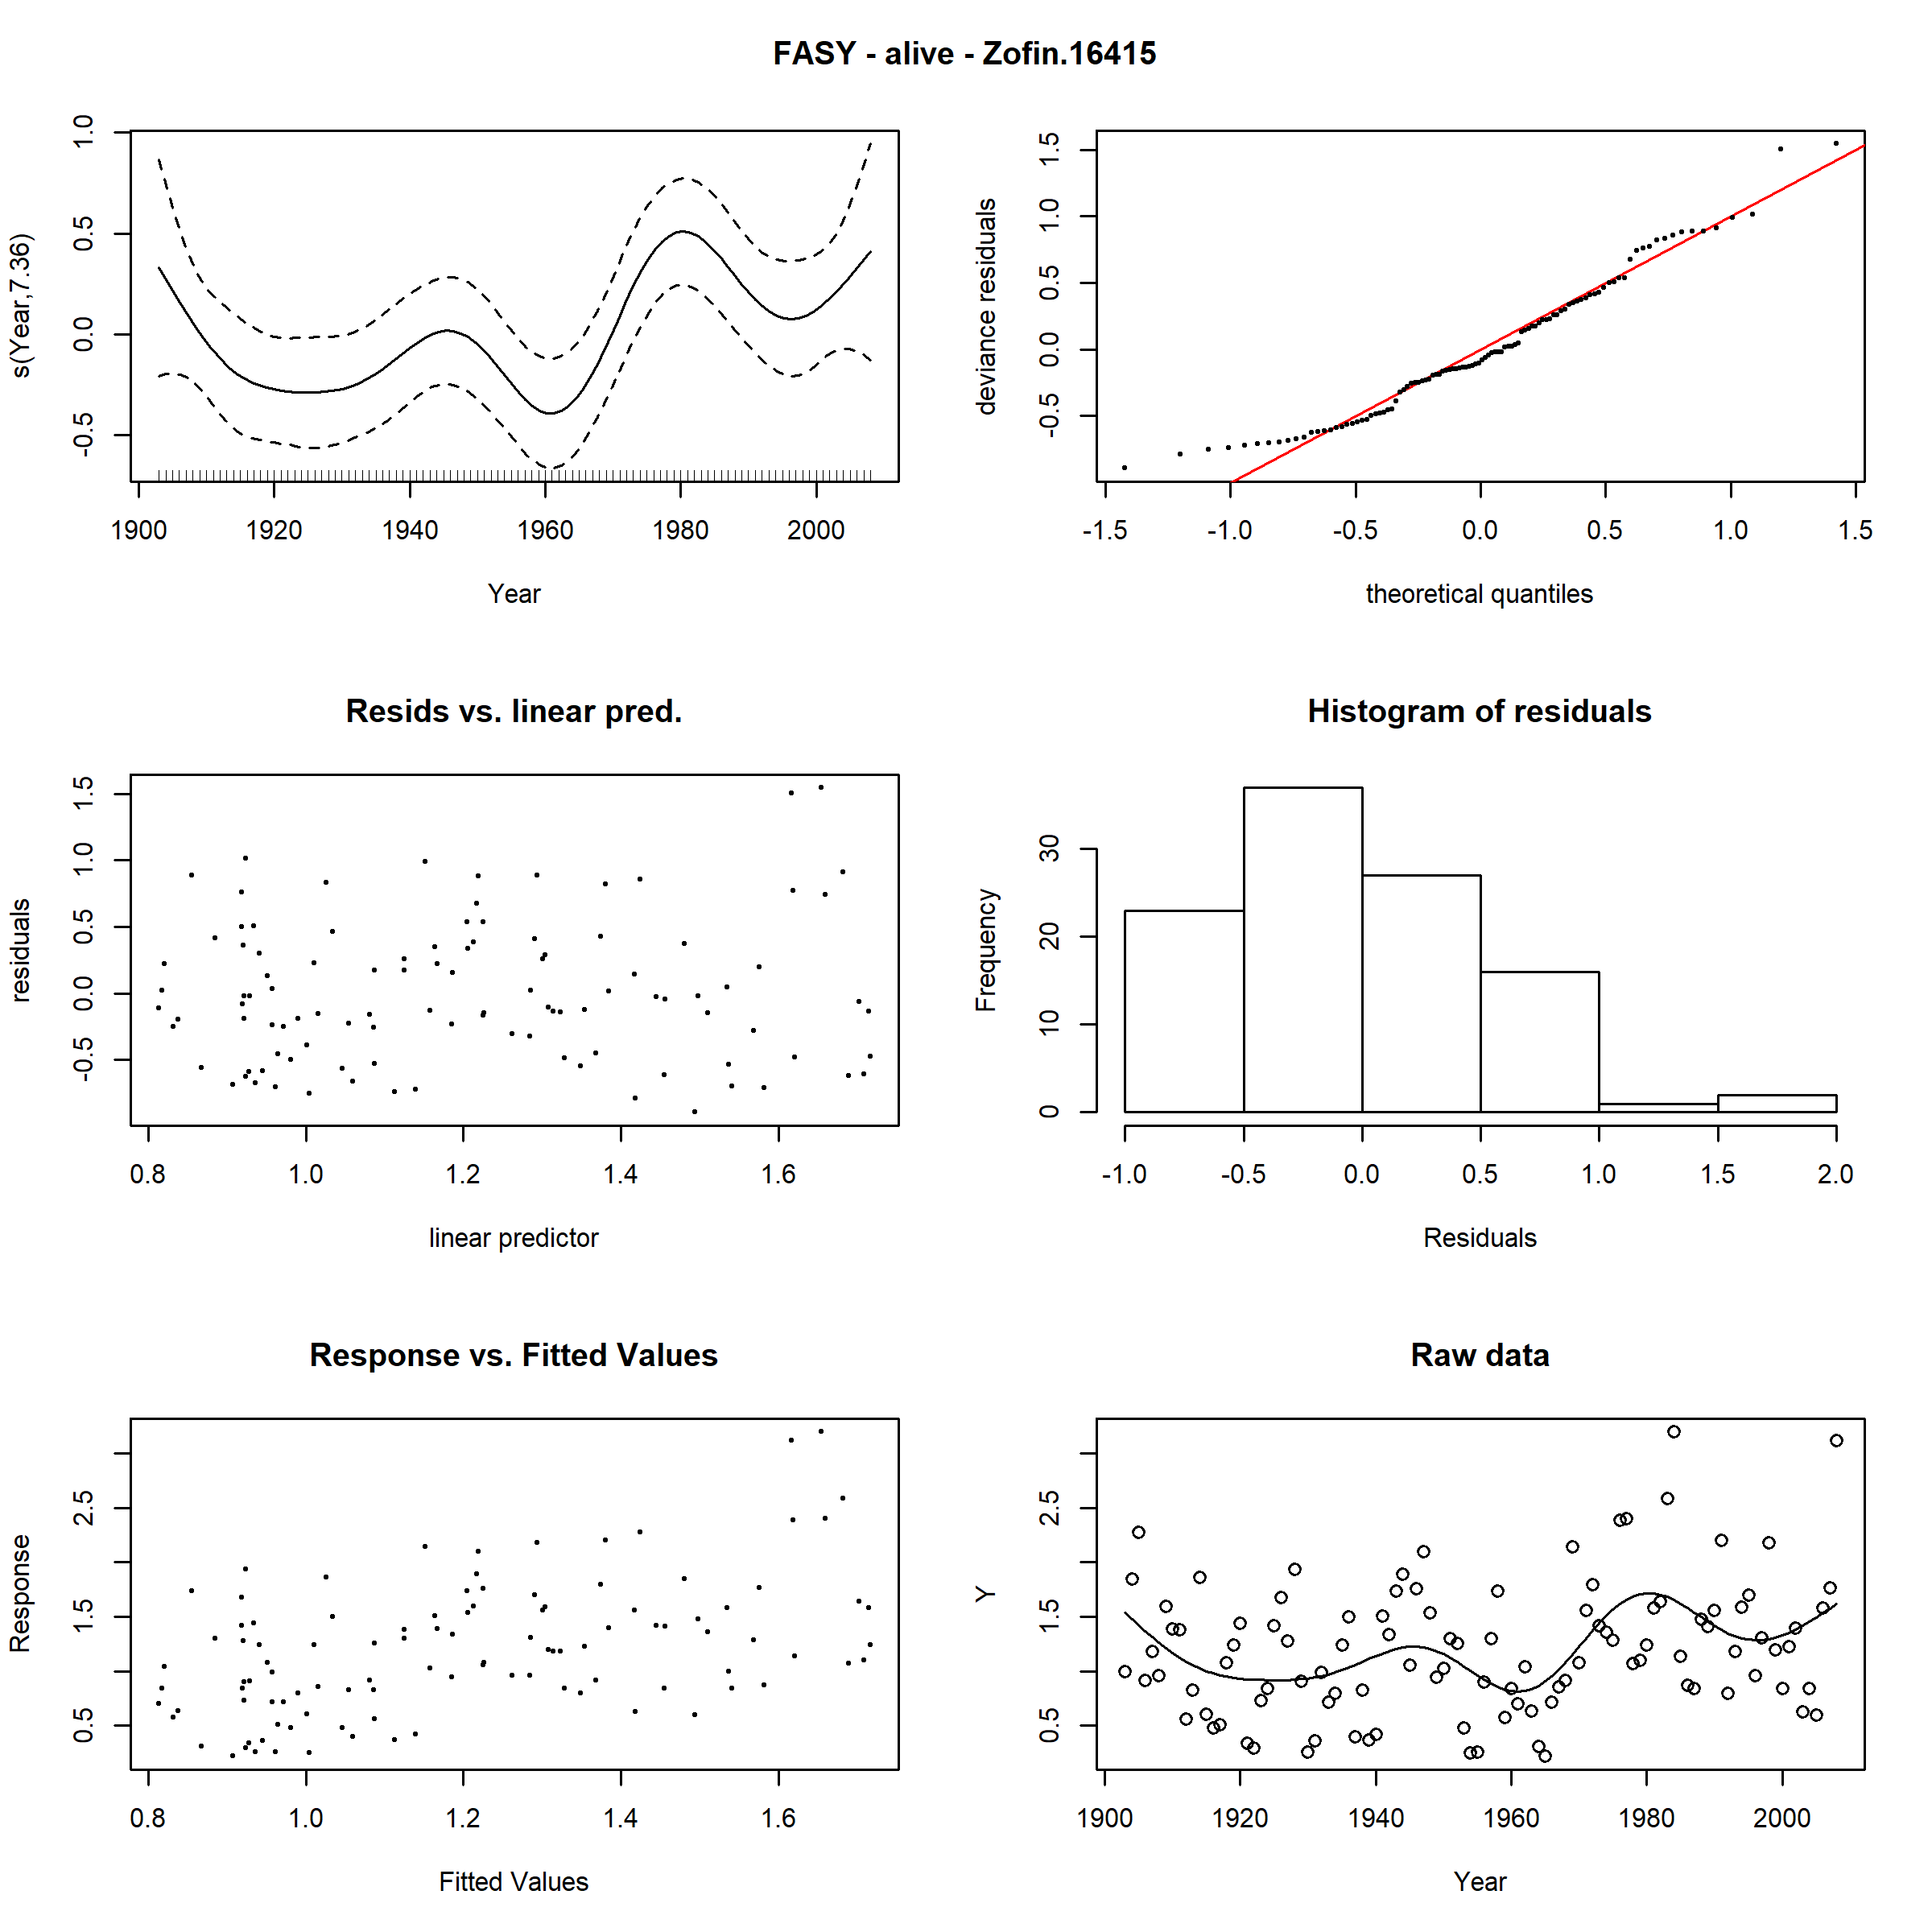 FASY - alive - Zofin.16415
s(Year,7.36)
-0.5 0.0 0.5 1.0
1900 1920 1940 1960 1980 2000
Year
deviance residuals
-0.5 0.0 0.5 1.0 1.5
-1.5 -1.0 -0.5 0.0 0.5 1.0 1.5
theoretical quantiles
Resids vs. linear pred.
residuals
-0.5 0.0 0.5 1.0 1.5
0.8 1.0 1.2 1.4 1.6
linear predictor
Histogram of residuals
Frequency
0 10 20 30
-1.0 -0.5 0.0 0.5 1.0 1.5 2.0
Residuals
Response vs. Fitted Values
Response
0.5 1.5 2.5
0.8 1.0 1.2 1.4 1.6
Fitted Values
Raw data
Y
0.5 1.5 2.5
1900 1920 1940 1960 1980 2000
Year